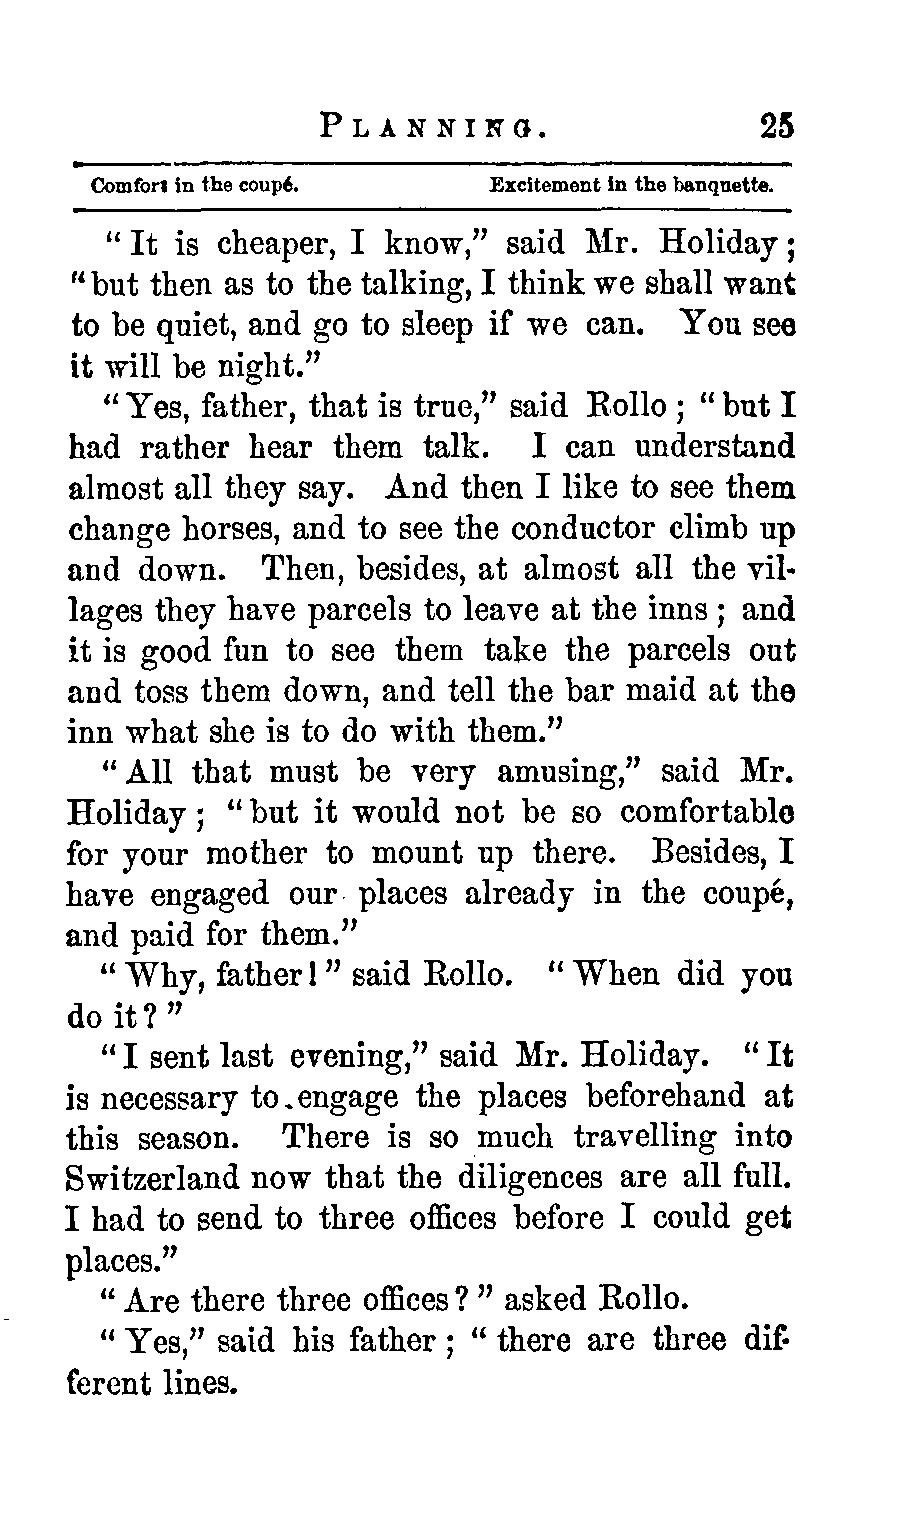 PLANNING. 25
Comfort in the coupé. Excitement in the banquette.
“ It is cheaper, I know,” said Mr. Holiday ;
“ but then as to the talking, I think we shall want
to be quiet, and go to sleep if we can. You see
it will be night.”
“ Yes, father, that is true,” said Rollo ; “ but I
had rather hear them talk. I can understand
almost all they say. And then I like to see them
change horses, and to see the conductor climb up
and down. Then, besides, at almost all the vil-
lages they have parcels to leave at the inns ; and
it is good fun to see them take the parcels out
and toss them down, and tell the bar maid at the
inn what she is to do with them.”
“ All that must be very amusing,” said Mr.
Holiday ; “ but it would not be so comfortable
for your mother to mount up there. Besides, I
have engaged our places already in the coupé,
and paid for them.”
“ Why, father! ” said Rollo. “ When did you
do it? ”
“ I sent last evening,” said Mr. Holiday. “ It
is necessary to engage the places beforehand at
this season. There is so much travelling into
Switzerland now that the diligences are all full.
I had to send to three offices before I could get
places.”
“ Are there three offices? ” asked Rollo.
“ Yes,” said his father ; “ there are three dif-
ferent lines.